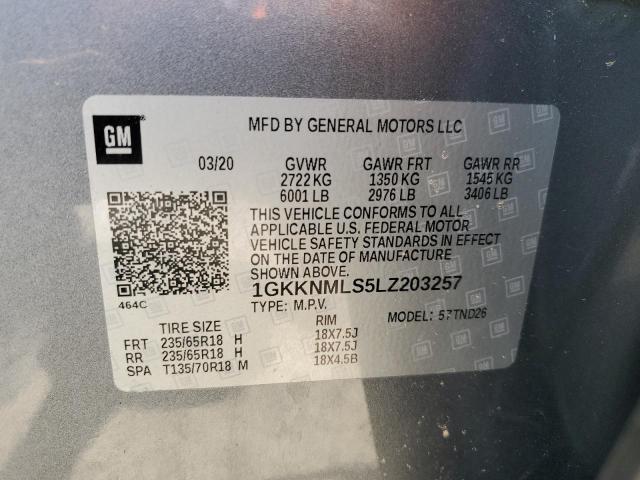 GM
MFD BY GENERAL MOTORS LLC
03/20 GVWR GAWR FRT GAWR RR
2722 KG 1350 KG 1545 KG
6001 LB 2976 LB 3406 LB
THIS VEHICLE CONFORMS TO ALL
APPLICABLE U.S. FEDERAL MOTOR
VEHICLE SAFETY STANDARDS IN EFFECT
ON THE DATE OF MANUFACTURE
SHOWN ABOVE.
1GKKNMLS5LZ203257
464C
TYPE: M.P.V. MODEL: 57TND26
TIRE SIZE RIM
FRT 235/65R18 H 18X7.5J
RR 235/65R18 H 18X7.5J
SPA T135/70R18 M 18X4.5B